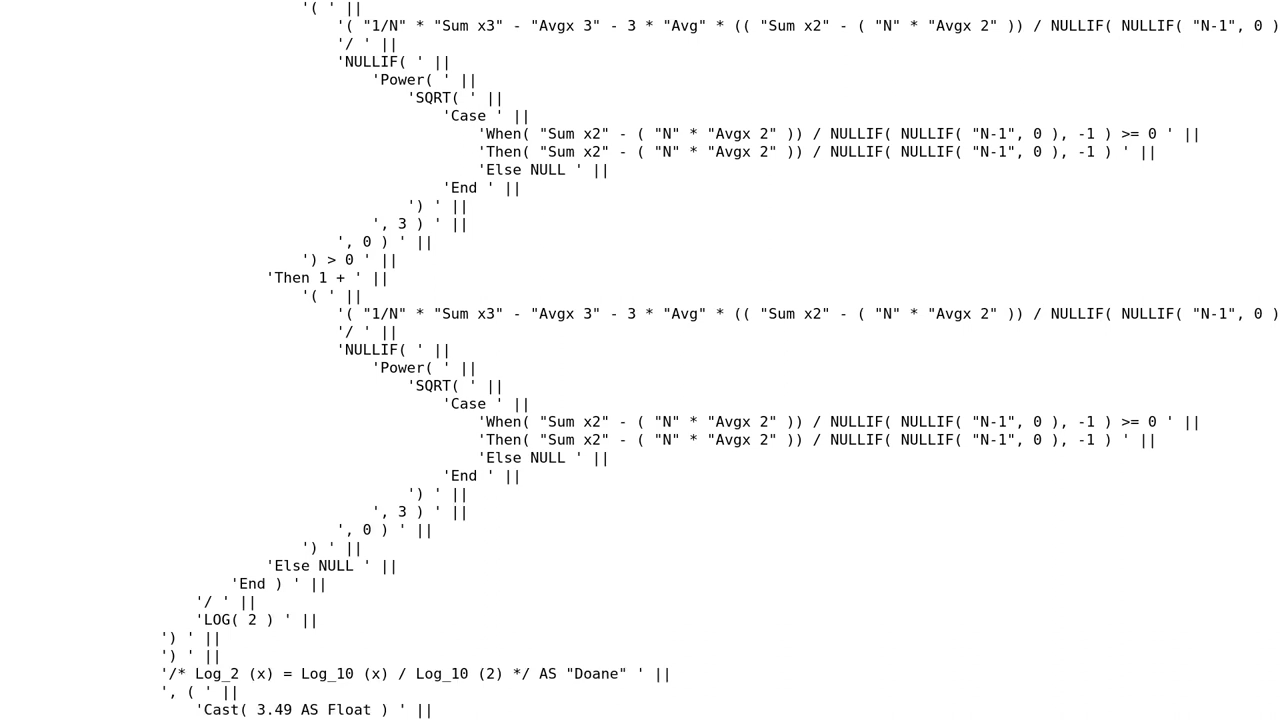 '( ' ||
'( "1/N" * "Sum x3" - "Avgx 3" - 3 * "Avg" * (( "Sum x2" - ( "N" * "Avgx 2" )) / NULLIF( NULLIF( "N-1", 0 )
'/ ' ||
'NULLIF( ' ||
'Power( ' ||
'SQRT( ' ||
'Case ' ||
'When( "Sum x2" - ( "N" * "Avgx 2" )) / NULLIF( NULLIF( "N-1", 0 ), -1 ) >= 0 ' ||
'Then( "Sum x2" - ( "N" * "Avgx 2" )) / NULLIF( NULLIF( "N-1", 0 ), -1 ) ' ||
'Else NULL ' ||
'End ' ||
') ' ||
', 3 ) ' ||
', 0 ) ' ||
') > 0 ' ||
'Then 1 + ' ||
'( ' ||
'( "1/N" * "Sum x3" - "Avgx 3" - 3 * "Avg" * (( "Sum x2" - ( "N" * "Avgx 2" )) / NULLIF( NULLIF( "N-1", 0 )
'/ ' ||
'NULLIF( ' ||
'Power( ' ||
'SQRT( ' ||
'Case ' ||
'When( "Sum x2" - ( "N" * "Avgx 2" )) / NULLIF( NULLIF( "N-1", 0 ), -1 ) >= 0 ' ||
'Then( "Sum x2" - ( "N" * "Avgx 2" )) / NULLIF( NULLIF( "N-1", 0 ), -1 ) ' ||
'Else NULL ' ||
'End ' ||
') ' ||
', 3 ) ' ||
', 0 ) ' ||
') ' ||
'Else NULL ' ||
'End ) ' ||
'/ ' ||
'LOG( 2 ) ' ||
') ' ||
') ' ||
'/* Log_2 (x) = Log_10 (x) / Log_10 (2) */ AS "Doane" ' ||
', ( ' ||
'Cast( 3.49 AS Float ) ' ||